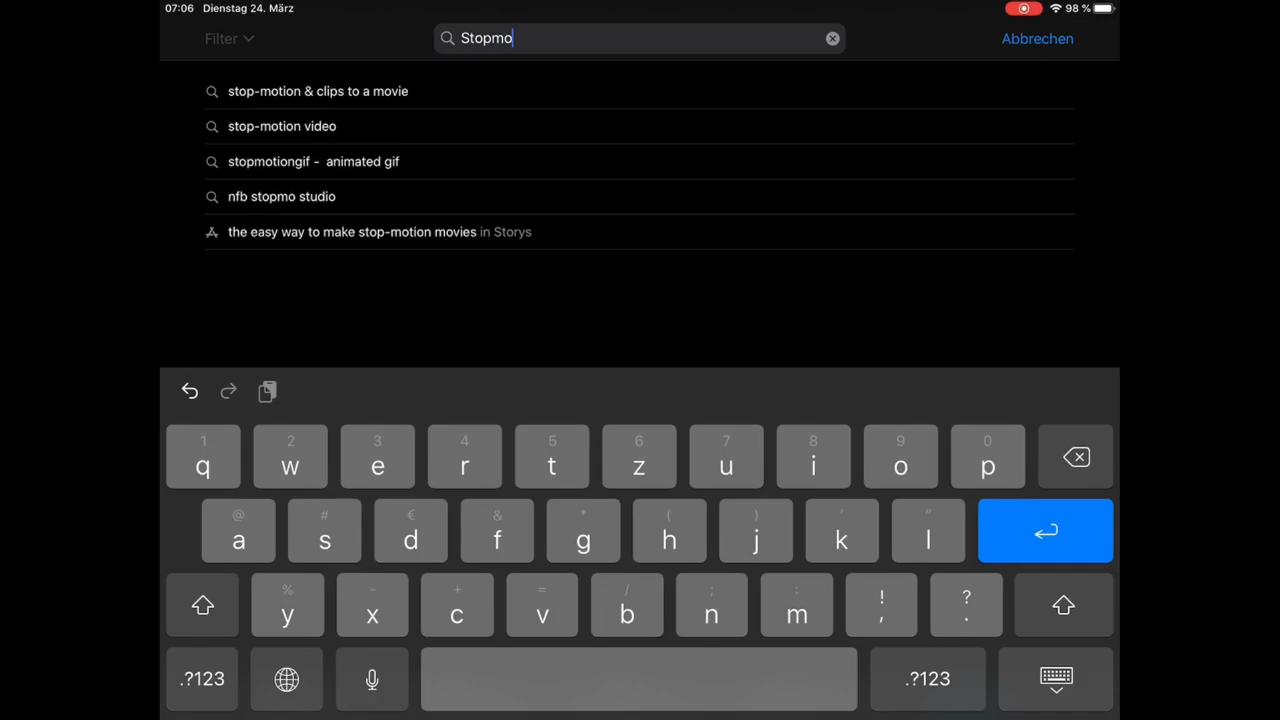 07:06 Dienstag 24. März 98 %
Filter Stopmo Abbrechen
stop-motion & clips to a movie
stop-motion video
stopmotiongif - animated gif
nfb stopmo studio
the easy way to make stop-motion movies in Storys
1 2 3 4 5 6 7 8 9 0
q w e r t z u i o p
@ # € & * ( ) ' "
a s d f g h j k l
% - + = / ; : ! ?
y x c v b n m , .
.?123 .?123